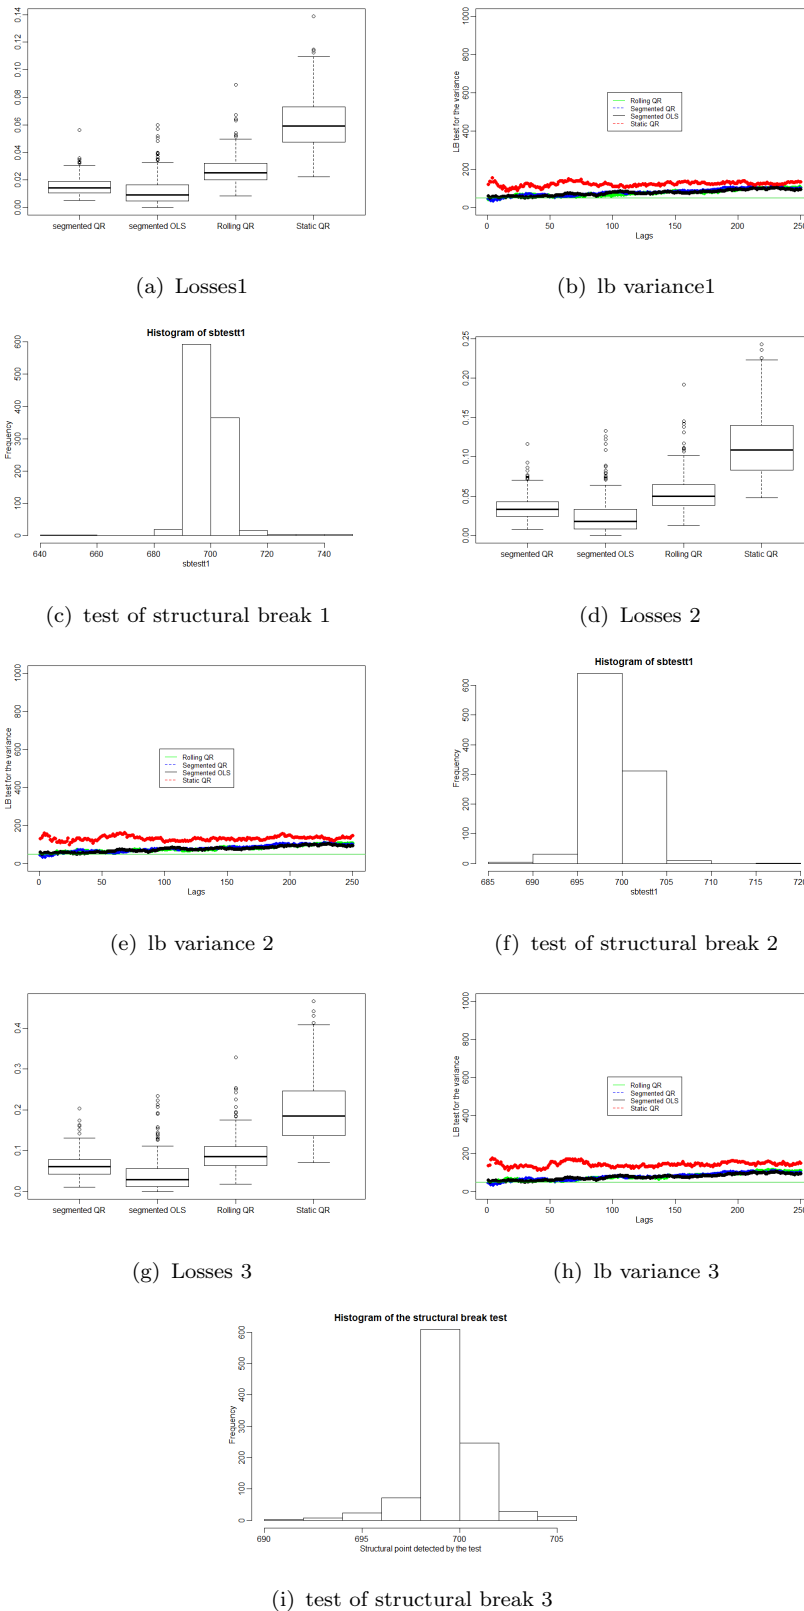 0.00 0.02 0.04 0.06 0.08 0.10 0.12 0.14
segmented QR segmented OLS Rolling QR Static QR
(a) Losses1
LB test for the variance
0 200 400 600 800 1000
Rolling QR
Segmented QR
Segmented OLS
Static QR
0 50 100 150 200 250
Lags
(b) lb variance1
Histogram of sbtestt1
Frequency
0 100 200 300 400 500 600
640 660 680 700 720 740
sbtestt1
(c) test of structural break 1
0.00 0.05 0.10 0.15 0.20 0.25
segmented QR segmented OLS Rolling QR Static QR
(d) Losses 2
LB test for the variance
0 200 400 600 800 1000
Rolling QR
Segmented QR
Segmented OLS
Static QR
0 50 100 150 200 250
Lags
(e) lb variance 2
Histogram of sbtestt1
Frequency
0 100 200 300 400 500 600
685 690 695 700 705 710 715 720
sbtestt1
(f) test of structural break 2
0.0 0.1 0.2 0.3 0.4
segmented QR segmented OLS Rolling QR Static QR
(g) Losses 3
LB test for the variance
0 200 400 600 800 1000
Rolling QR
Segmented QR
Segmented OLS
Static QR
0 50 100 150 200 250
Lags
(h) lb variance 3
Histogram of the structural break test
Frequency
0 100 200 300 400 500 600
690 695 700 705
Structural point detected by the test
(i) test of structural break 3